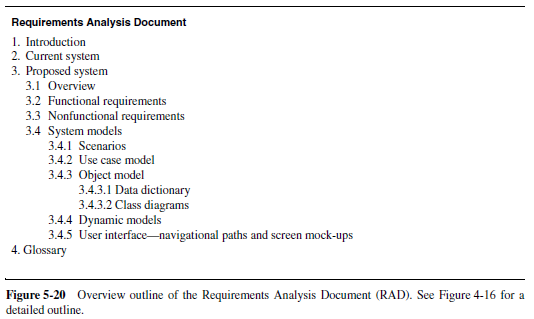 Requirements Analysis Document
1. Introduction
2. Current system
3. Proposed system
3.1 Overview
3.2 Functional requirements
3.3 Nonfunctional requirements
3.4 System models
3.4.1 Scenarios
3.4.2 Use case model
3.4.3 Object model
3.4.3.1 Data dictionary
3.4.3.2 Class diagrams
3.4.4 Dynamic models
3.4.5 User interface—navigational paths and screen mock-ups
4. Glossary
Figure 5-20 Overview outline of the Requirements Analysis Document (RAD). See Figure 4-16 for a
detailed outline.